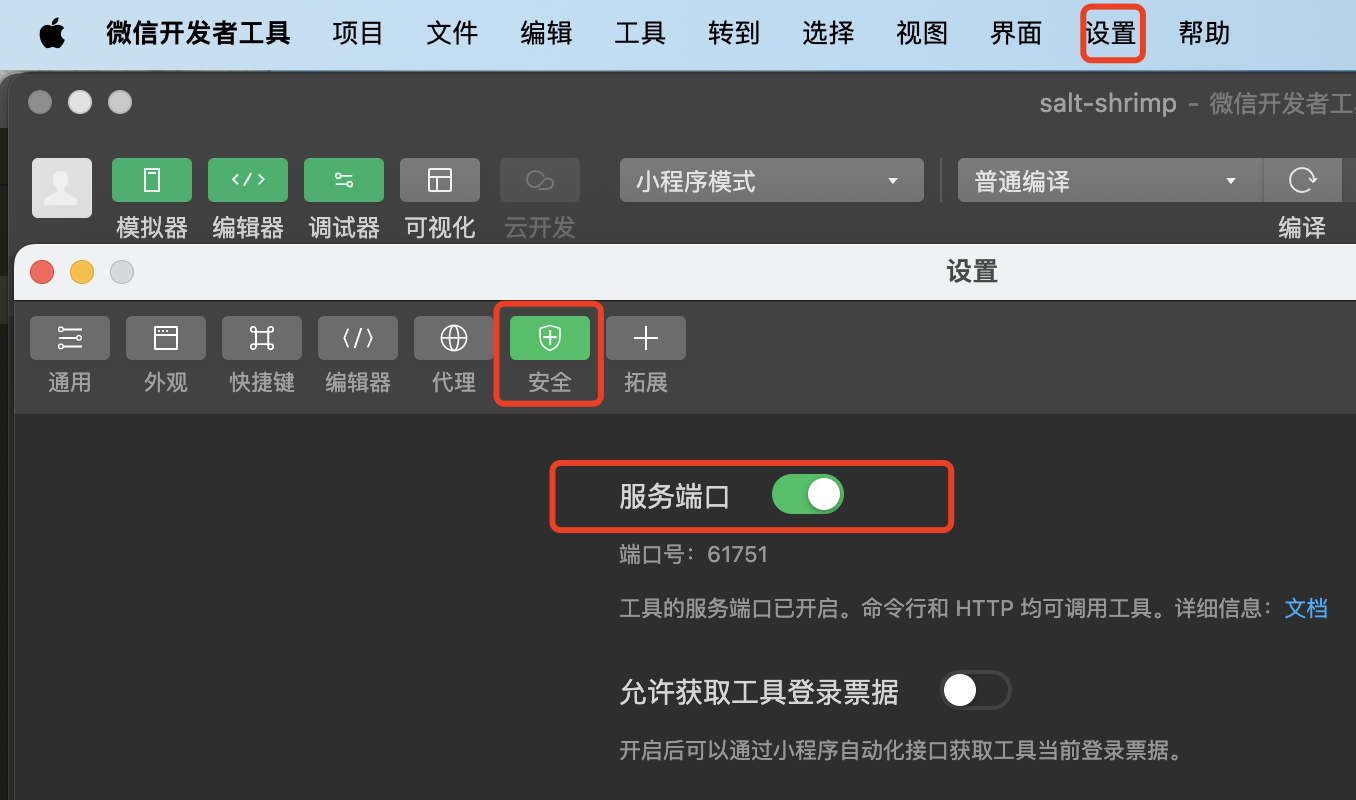 微信开发者工具 项目 文件 编辑 工具 转到 选择 视图 界面 设置 帮助
salt-shrimp - 微信开发者工
小程序模式 普通编译
模拟器 编辑器 调试器 可视化 云开发 编译
设置
通用 外观 快捷键 编辑器 代理 安全 拓展
服务端口
端口号：61751
工具的服务端口已开启。命令行和 HTTP 均可调用工具。详细信息：文档
允许获取工具登录票据
开启后可以通过小程序自动化接口获取工具当前登录票据。